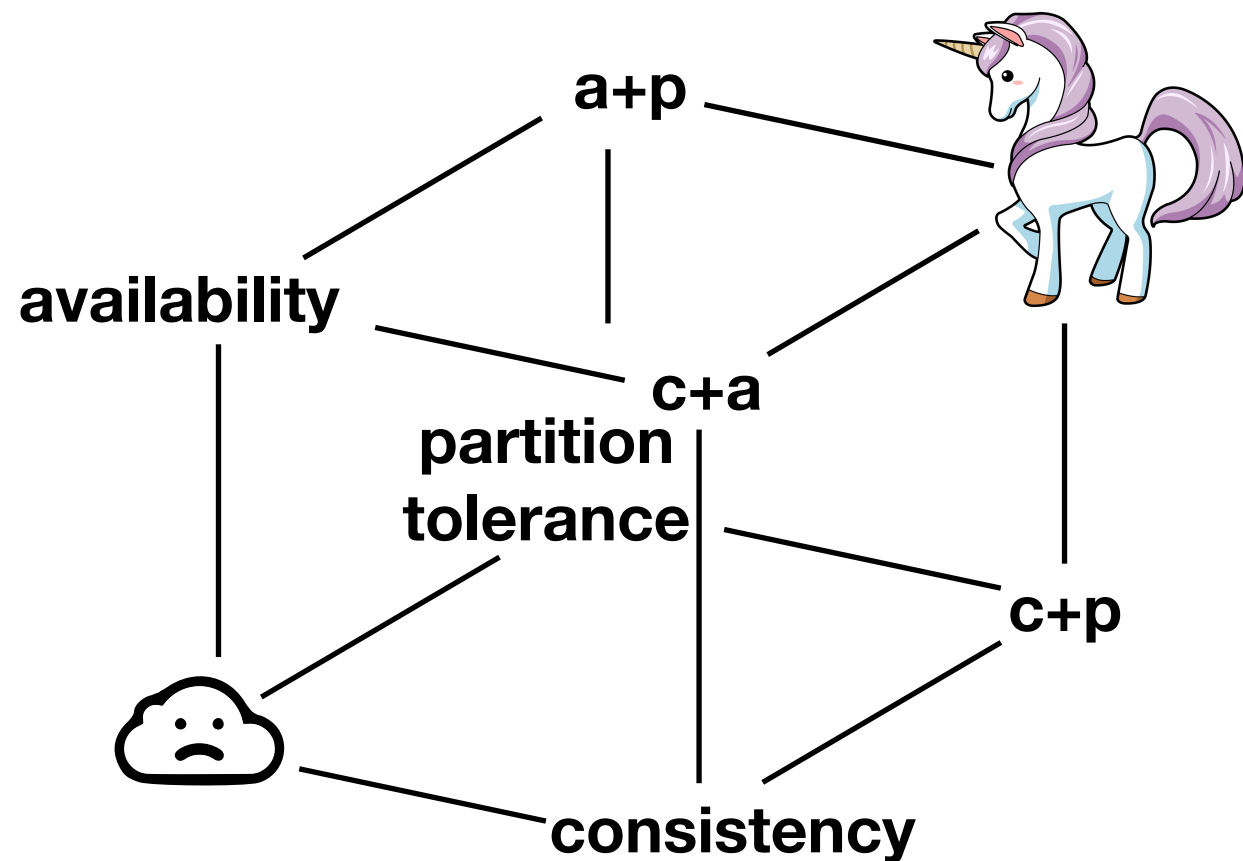 a+p
availability
c+a
partition
tolerance
c+p
consistency